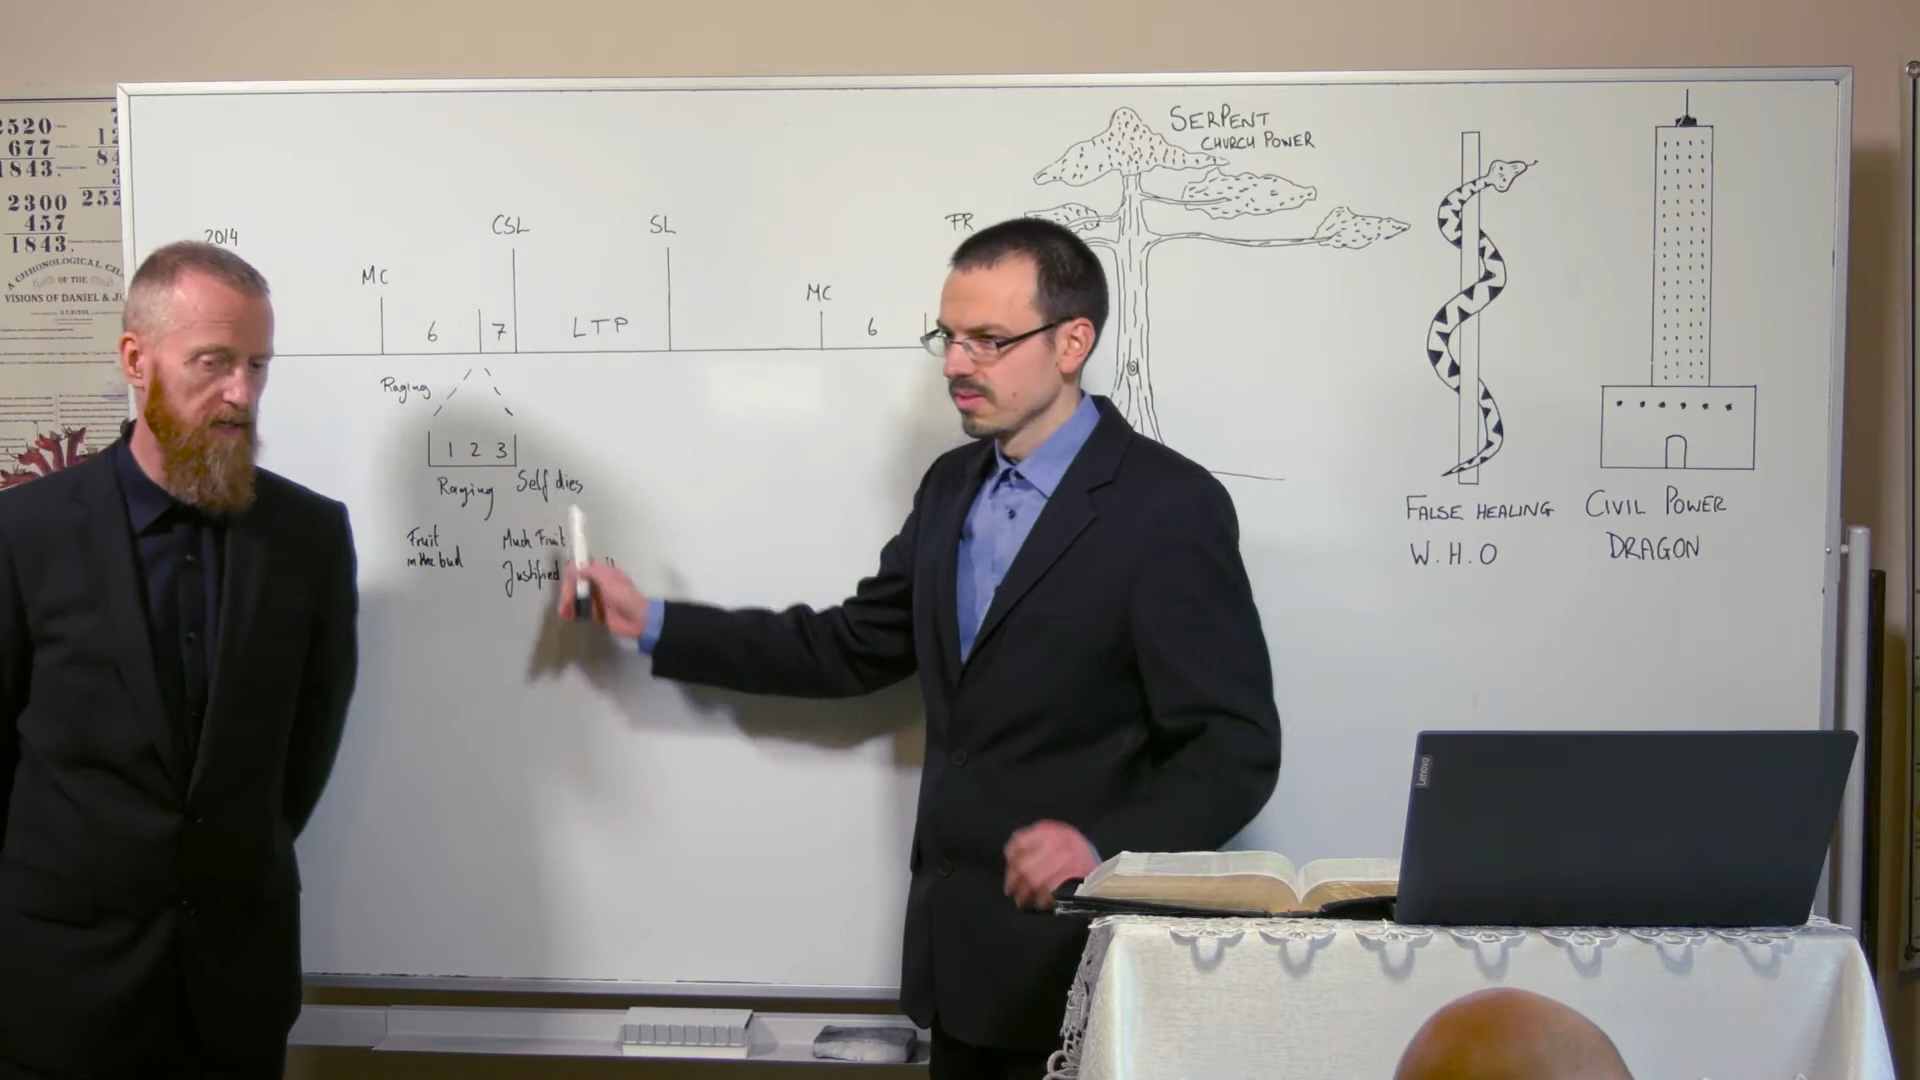 2520
677
1843.
2300
457
1843.
252
A CHRONOLOGICAL CH
OF THE
VISIONS OF DANIEL & J
2014
MC
6
7
CSL
LTP
SL
MC
6
Raging
1 2 3
Raging
Self dies
Fruit
in the bud
Much Fruit
Justified
SERPENT
CHURCH POWER
FALSE HEALING
W.H.O
CIVIL POWER
DRAGON
Lenovo